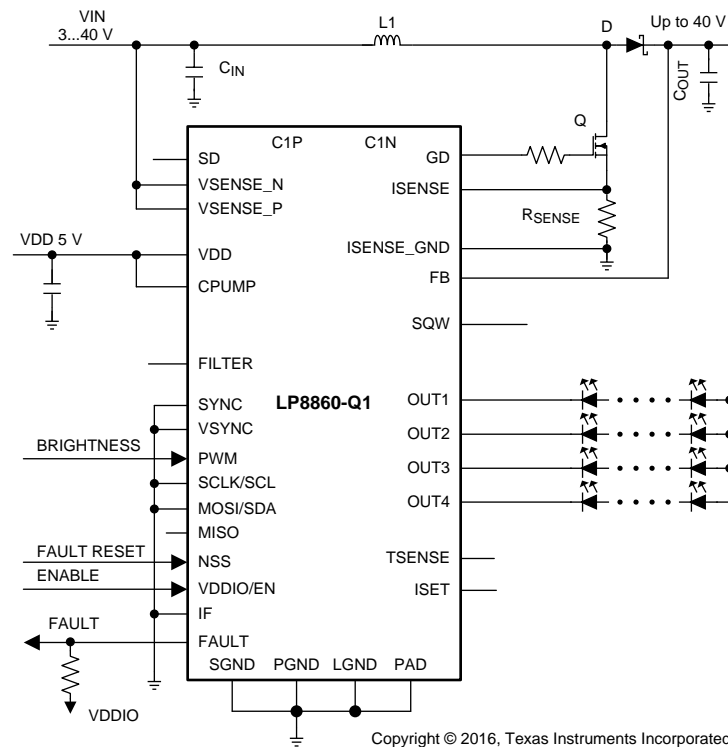 VIN
3...40 V
L1
D
Up to 40 V
C_IN
C_OUT
Q
C1P
C1N
SD
GD
VSENSE_N
ISENSE
VSENSE_P
R_SENSE
VDD 5 V
VDD
ISENSE_GND
CPUMP
FB
SQW
FILTER
SYNC
LP8860-Q1
OUT1
VSYNC
BRIGHTNESS
PWM
OUT2
SCLK/SCL
OUT3
MOSI/SDA
OUT4
MISO
FAULT RESET
NSS
TSENSE
ENABLE
VDDIO/EN
ISET
IF
FAULT
FAULT
SGND
PGND
LGND
PAD
VDDIO
Copyright © 2016, Texas Instruments Incorporated